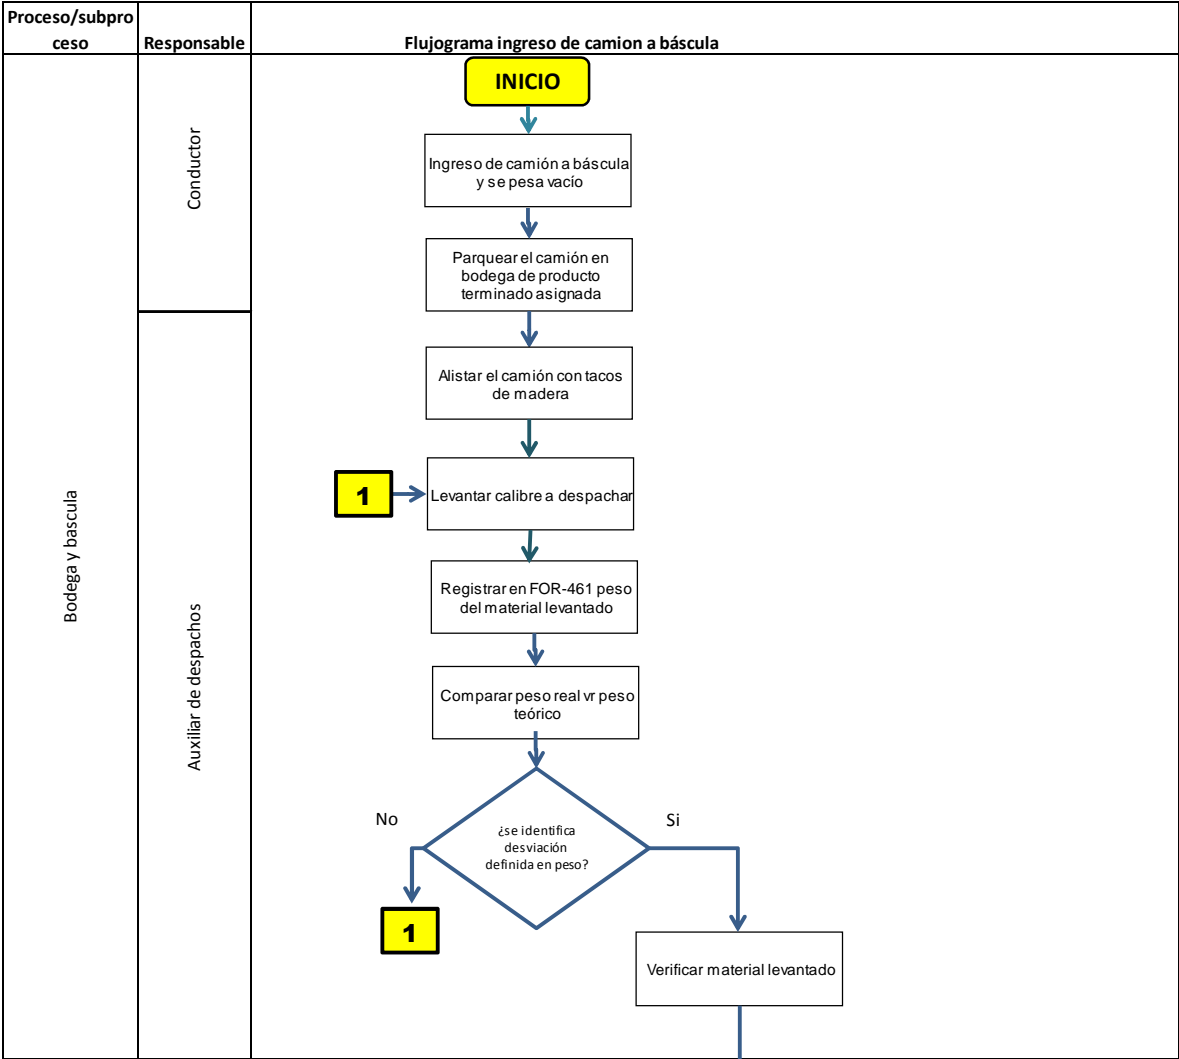 Proceso/subpro
ceso
Responsable
Flujograma ingreso de camion a báscula
INICIO
Conductor
Ingreso de camión a báscula
y se pesa vacío
Parquear el camión en
bodega de producto
terminado asignada
Alistar el camión con tacos
de madera
1
Levantar calibre a despachar
Bodega y bascula
Registrar en FOR-461 peso
del material levantado
Auxiliar de despachos
Comparar peso real vr peso
teórico
No
¿se identifica
desviación
definida en peso?
Si
1
Verificar material levantado